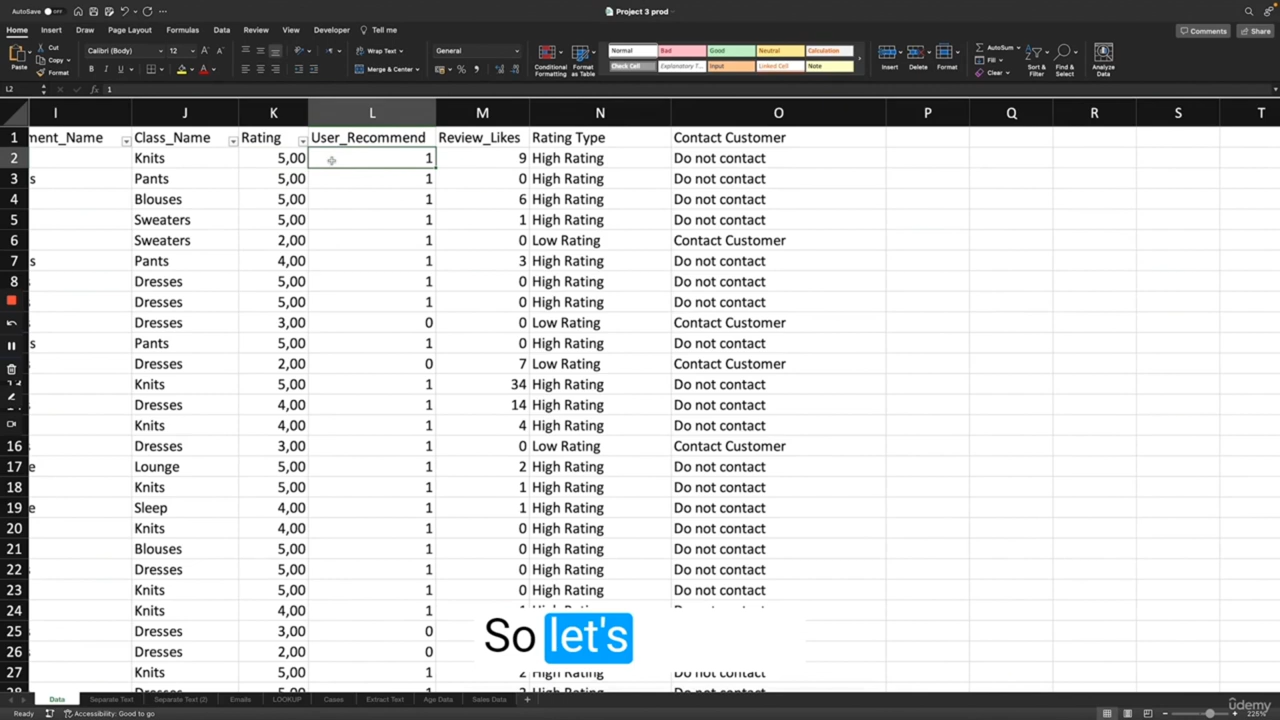 AutoSave OFF
Project 3 prod
Home Insert Draw Page Layout Formulas Data Review View Developer Tell me
Comments Share
Paste Cut Copy Format
Calibri (Body) 12
Wrap Text
Merge & Center
General
Conditional Formatting
Format as Table
Normal Bad Good Neutral Calculation
Check Cell Explanatory T... Input Linked Cell Note
Insert Delete Format
AutoSum Fill Clear
Sort & Filter
Find & Select
Analyze Data
L2 1
I J K L M N O P Q R S T
1 ment_Name Class_Name Rating User_Recommend Review_Likes Rating Type Contact Customer
2 Knits 5,00 1 9 High Rating Do not contact
3 s Pants 5,00 1 0 High Rating Do not contact
4 Blouses 5,00 1 6 High Rating Do not contact
5 Sweaters 5,00 1 1 High Rating Do not contact
6 Sweaters 2,00 1 0 Low Rating Contact Customer
7 s Pants 4,00 1 3 High Rating Do not contact
8 Dresses 5,00 1 0 High Rating Do not contact
Dresses 5,00 1 0 High Rating Do not contact
Dresses 3,00 0 0 Low Rating Contact Customer
s Pants 5,00 1 0 High Rating Do not contact
Dresses 2,00 0 7 Low Rating Contact Customer
Knits 5,00 1 34 High Rating Do not contact
Dresses 4,00 1 14 High Rating Do not contact
Knits 4,00 1 4 High Rating Do not contact
16 Dresses 3,00 1 0 Low Rating Contact Customer
17 e Lounge 5,00 1 2 High Rating Do not contact
18 Knits 5,00 1 1 High Rating Do not contact
19 e Sleep 4,00 1 1 High Rating Do not contact
20 Knits 4,00 1 0 High Rating Do not contact
21 Blouses 5,00 1 0 High Rating Do not contact
22 Dresses 5,00 1 0 High Rating Do not contact
23 Knits 5,00 1 0 High Rating Do not contact
24 Knits 4,00 1
25 Dresses 3,00 0
26 Dresses 2,00 0
27 Knits 5,00 1 2 High Rating Do not contact
So let's
Data Separate Text Separate Text (2) Emails LOOKUP Cases Extract Text Age Data Sales Data
Ready Accessibility: Good to go
225%
udemy